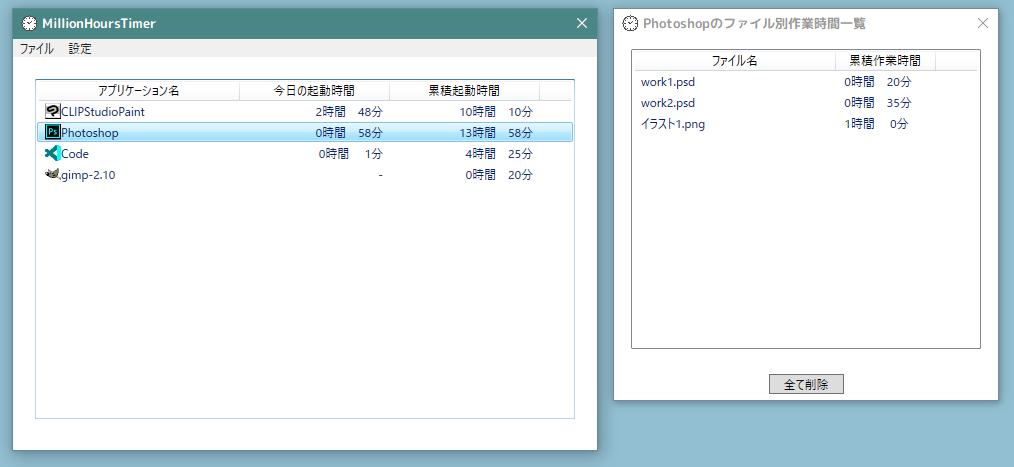 MillionHoursTimer
ファイル 設定
アプリケーション名 今日の起動時間 累積起動時間
CLIPStudioPaint 2時間 48分 10時間 10分
Photoshop 0時間 58分 13時間 58分
Code 0時間 1分 4時間 25分
gimp-2.10 - 0時間 20分
Photoshopのファイル別作業時間一覧
ファイル名 累積作業時間
work1.psd 0時間 20分
work2.psd 0時間 35分
イラスト1.png 1時間 0分
全て削除